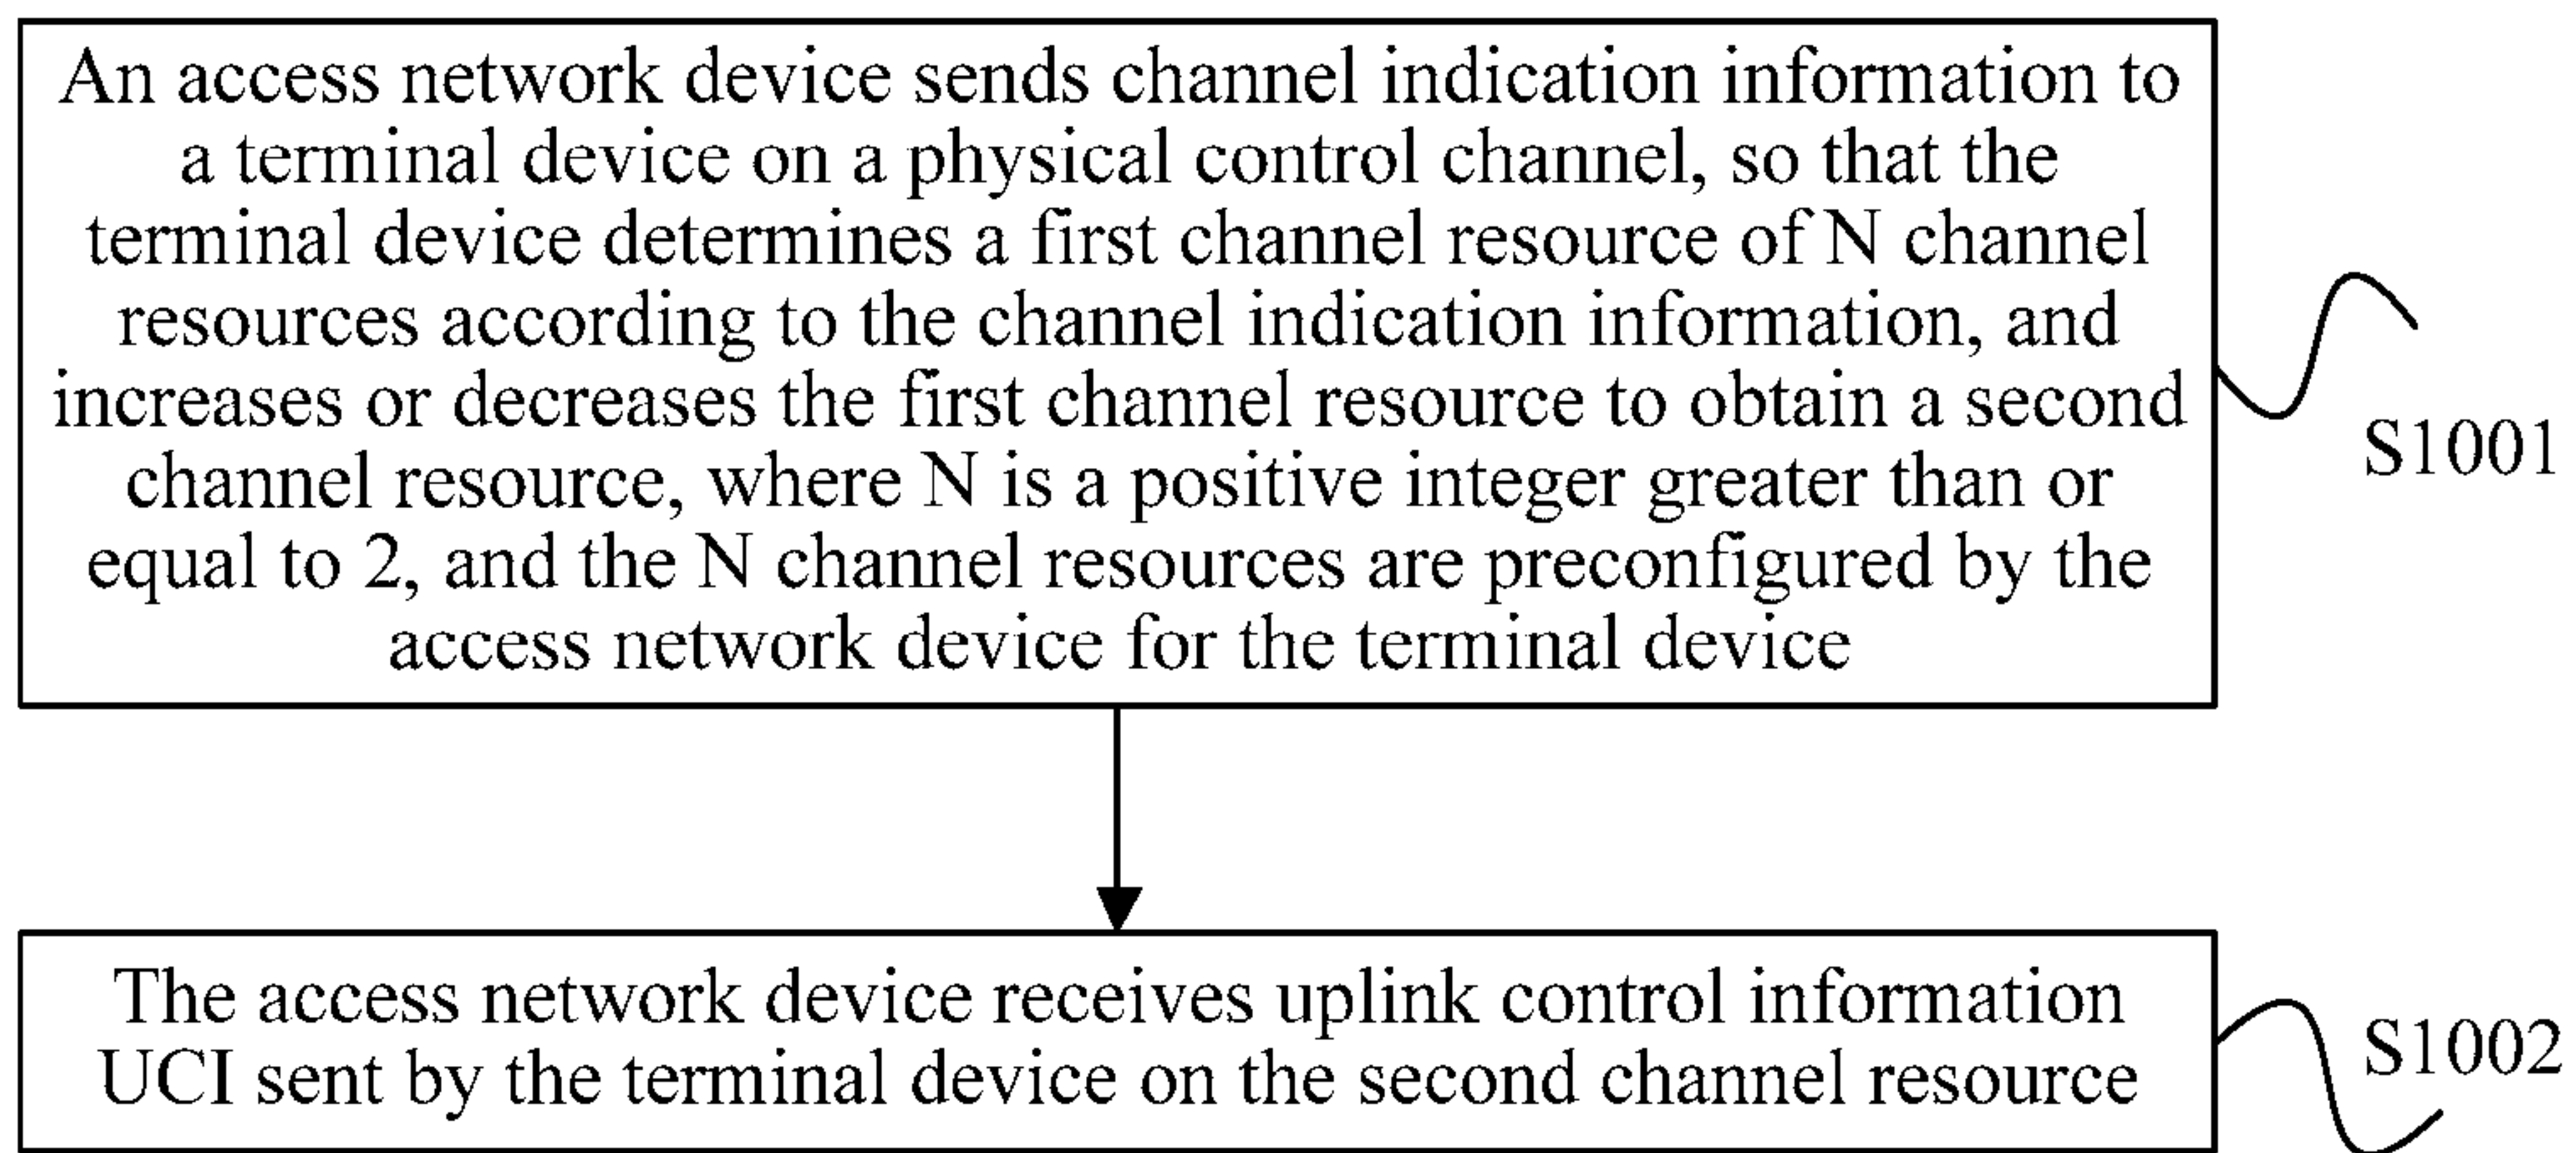 An access network device sends channel indication information to
a terminal device on a physical control channel, so that the
terminal device determines a first channel resource of N channel
resources according to the channel indication information, and
increases or decreases the first channel resource to obtain a second
channel resource, where N is a positive integer greater than or
equal to 2, and the N channel resources are preconfigured by the
access network device for the terminal device
S1001
The access network device receives uplink control information
UCI sent by the terminal device on the second channel resource
S1002